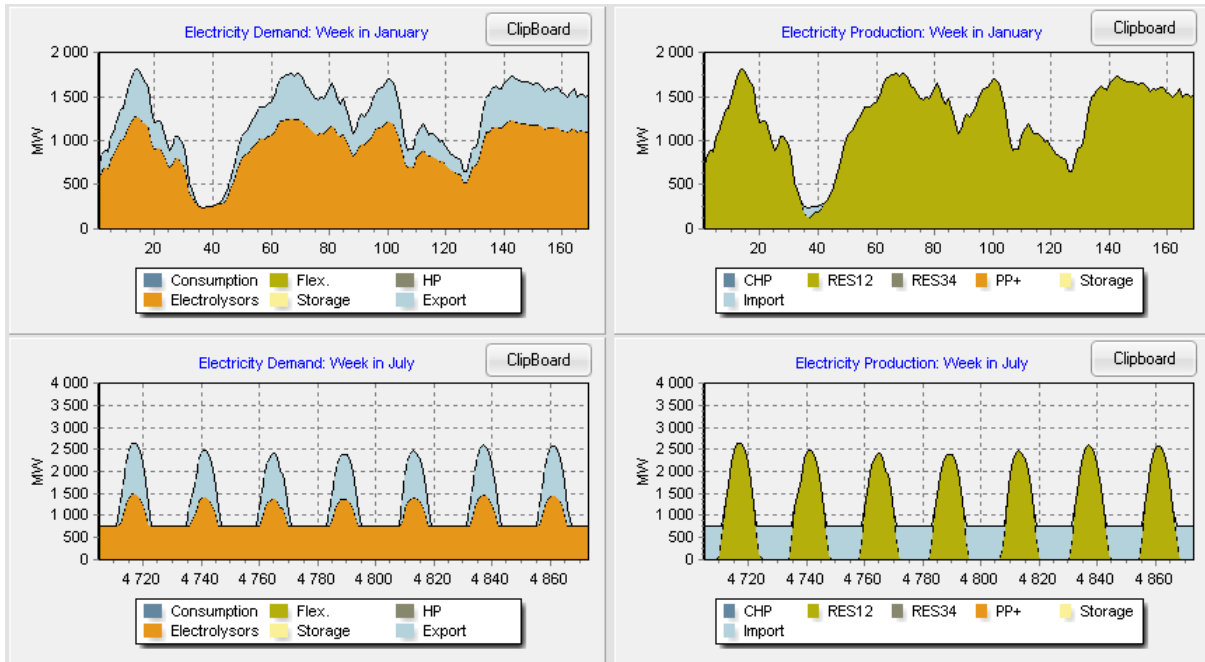 Electricity Demand: Week in January
ClipBoard
2 000
1 500
1 000
500
0
MW
20 40 60 80 100 120 140 160
Consumption Flex. HP
Electrolysors Storage Export
Electricity Production: Week in January
Clipboard
2 000
1 500
1 000
500
0
MW
20 40 60 80 100 120 140 160
CHP RES12 RES34 PP+ Storage
Import
Electricity Demand: Week in July
ClipBoard
4 000
3 500
3 000
2 500
2 000
1 500
1 000
500
0
MW
4 720 4 740 4 760 4 780 4 800 4 820 4 840 4 860
Consumption Flex. HP
Electrolysors Storage Export
Electricity Production: Week in July
Clipboard
4 000
3 500
3 000
2 500
2 000
1 500
1 000
500
0
MW
4 720 4 740 4 760 4 780 4 800 4 820 4 840 4 860
CHP RES12 RES34 PP+ Storage
Import